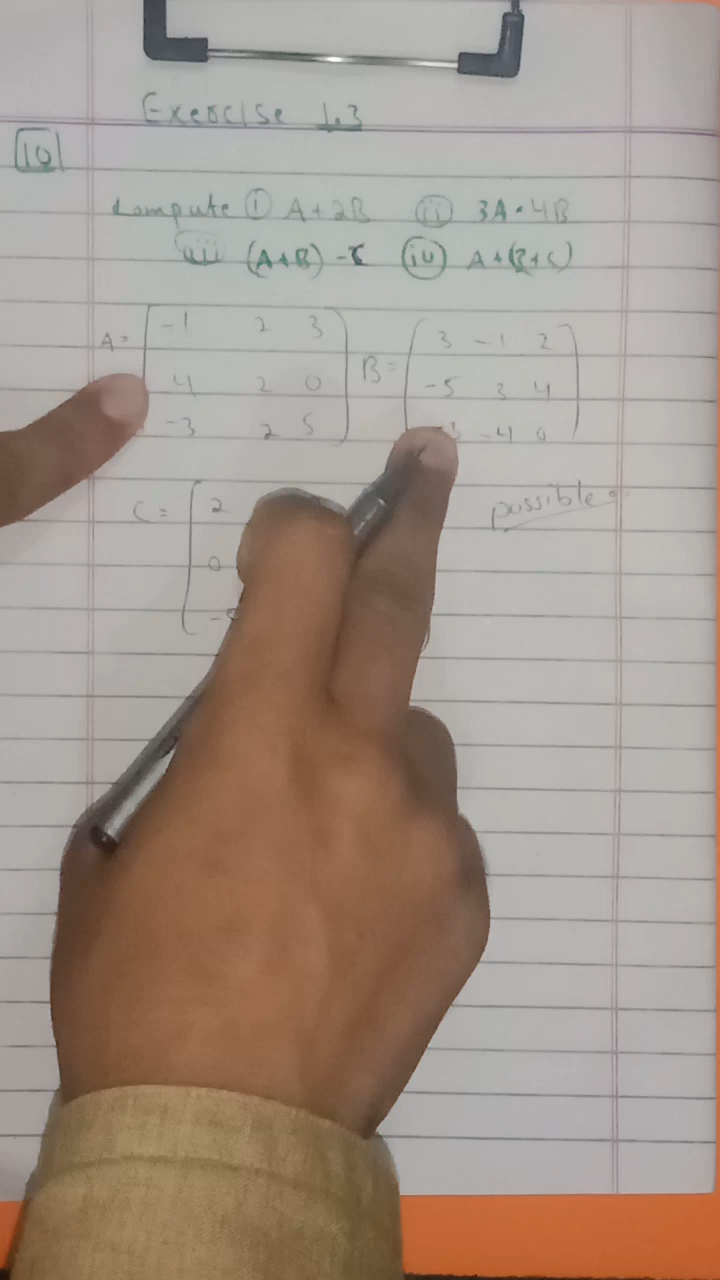 Exercise 1.3
10
Compute i A+2B ii 3A-4B
iii (A+B)-C iv A+(B+C)
A= -1 2 3 B= 3 -1 2
4 2 0 -5 3 4
-3 2 5 -4 0
C= 2 possible
0